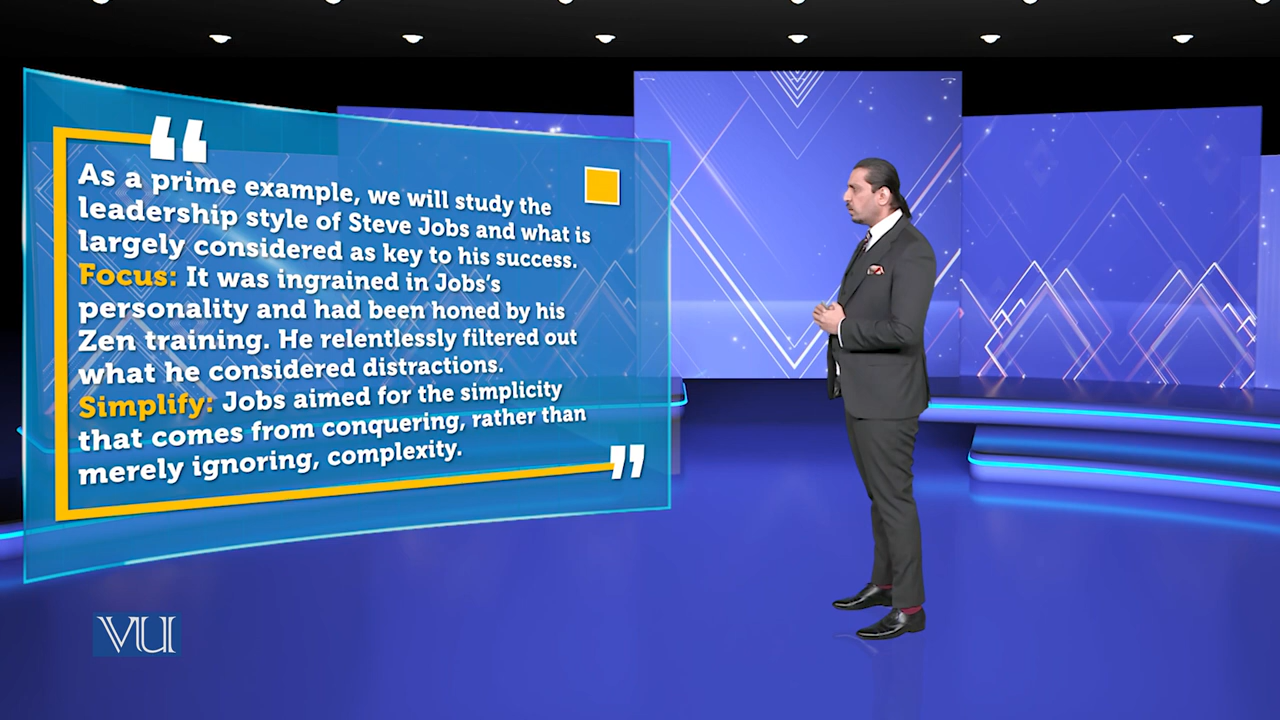 “
As a prime example, we will study the
leadership style of Steve Jobs and what is
largely considered as key to his success.
Focus: It was ingrained in Jobs’s
personality and had been honed by his
Zen training. He relentlessly filtered out
what he considered distractions.
Simplify: Jobs aimed for the simplicity
that comes from conquering, rather than
merely ignoring, complexity.
”
VU